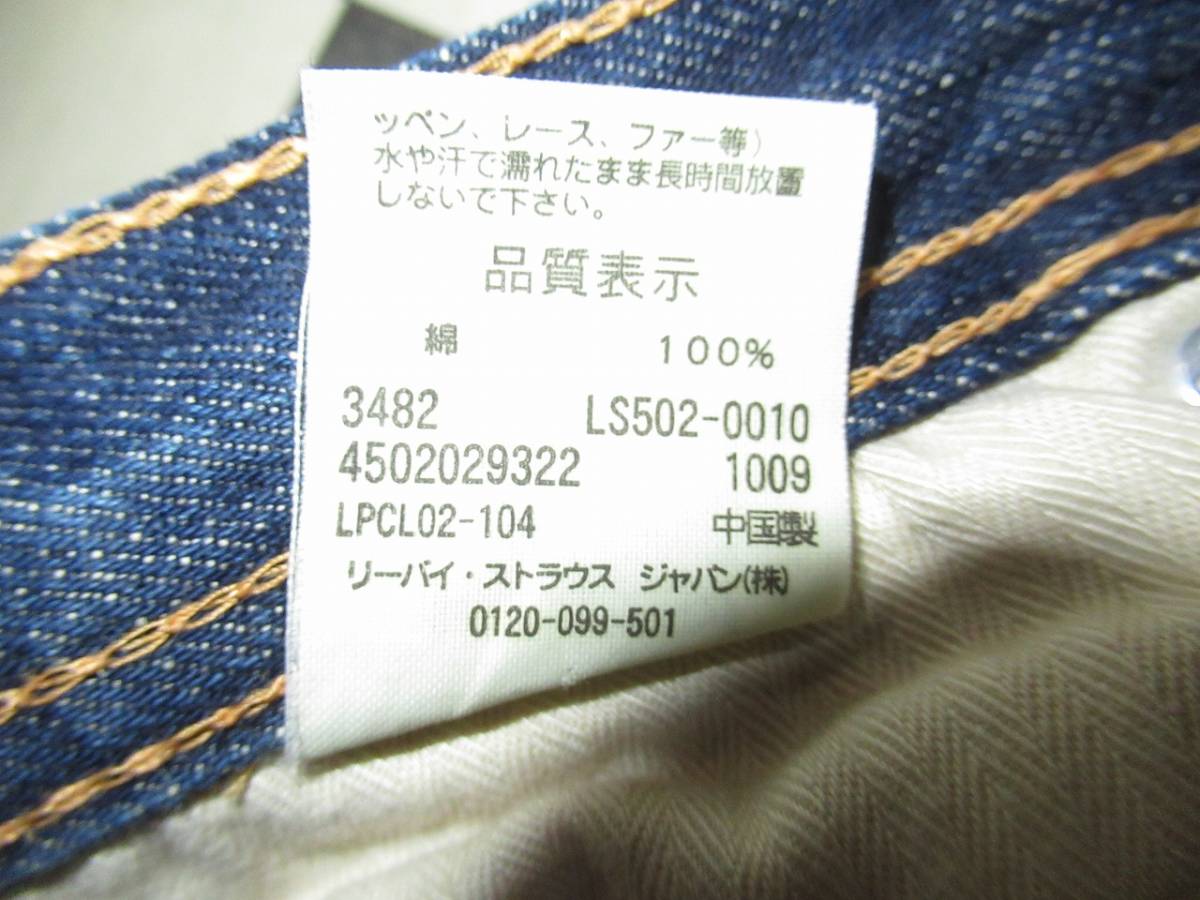 ッペン、レース、ファー等)
水や汗で濡れたまま長時間放置
しないで下さい。
品質表示
綿 100%
3482 LS502-0010
4502029322 1009
LPCL02-104 中国製
リーバイ・ストラウス ジャパン(株)
0120-099-501